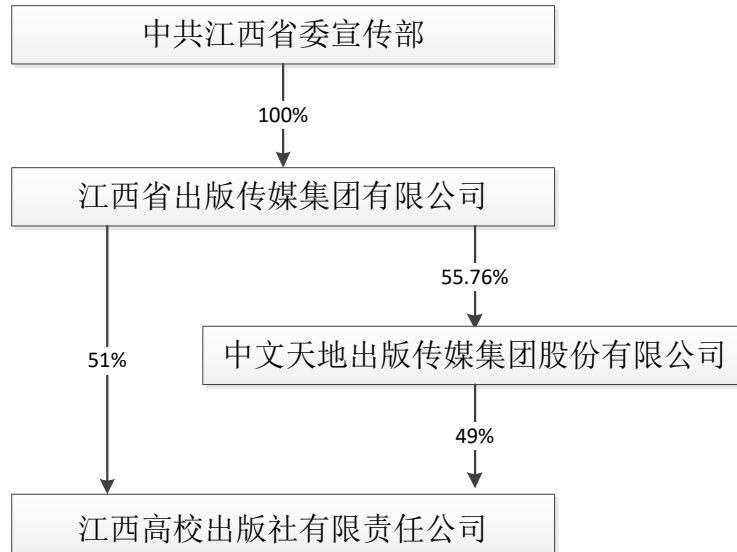 中共江西省委宣传部
100%
江西省出版传媒集团有限公司
55.76%
51%
中文天地出版传媒集团股份有限公司
49%
江西高校出版社有限责任公司